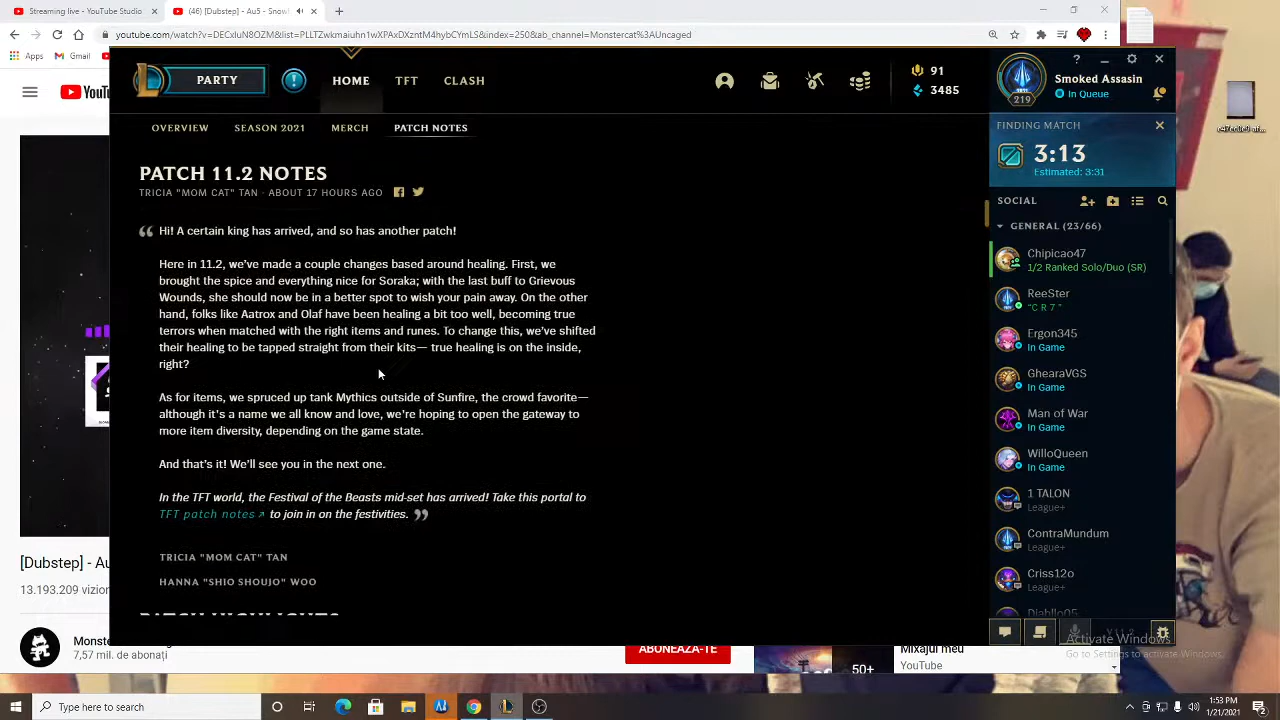 Streaming live - YouTube Studio
(46) [Dubstep] - Au5 - Snow
youtube.com/watch?v=DECxluN8OZM&list=PLLTZwkmaiuhn1w
&index=250&ab_channel=Monstercat%3AUncaged
Apps
Gmail
YouTu
PARTY
HOME
TFT
CLASH
91
3485
Smoked Assasin
219
In Queue
OVERVIEW
SEASON 2021
MERCH
PATCH NOTES
FINDING MATCH
3:13
Estimated: 3:31
PATCH 11.2 NOTES
TRICIA "MOM CAT" TAN · ABOUT 17 HOURS AGO
Hi! A certain king has arrived, and so has another patch!
Here in 11.2, we've made a couple changes based around healing. First, we
brought the spice and everything nice for Soraka; with the last buff to Grievous
Wounds, she should now be in a better spot to wish your pain away. On the other
hand, folks like Aatrox and Olaf have been healing a bit too well, becoming true
terrors when matched with the right items and runes. To change this, we've shifted
their healing to be tapped straight from their kits— true healing is on the inside,
right?
As for items, we spruced up tank Mythics outside of Sunfire, the crowd favorite—
although it's a name we all know and love, we're hoping to open the gateway to
more item diversity, depending on the game state.
And that's it! We'll see you in the next one.
In the TFT world, the Festival of the Beasts mid-set has arrived! Take this portal to
TFT patch notes↗ to join in on the festivities.
TRICIA "MOM CAT" TAN
HANNA "SHIO SHOUJO" WOO
PATCH HIGHLIGHTS
SOCIAL
GENERAL (23/66)
Chipicao47
1/2 Ranked Solo/Duo (SR)
ReeSter
"C R 7 "
Ergon345
In Game
GhearaVGS
In Game
Man of War
In Game
WilloQueen
In Game
1 TALON
League+
ContraMundum
League+
Criss12o
League+
Diabllo05
[Dubstep] - Au5 -
13.193.209 vizion
Monste
7,57 mil. de abonați
ABONEAZĂ-TE
50+
Mixajul meu
YouTube
Activate Windows
Go to Settings to activate Windows.
Type here to search
1:53 PM
1/21/2021
2